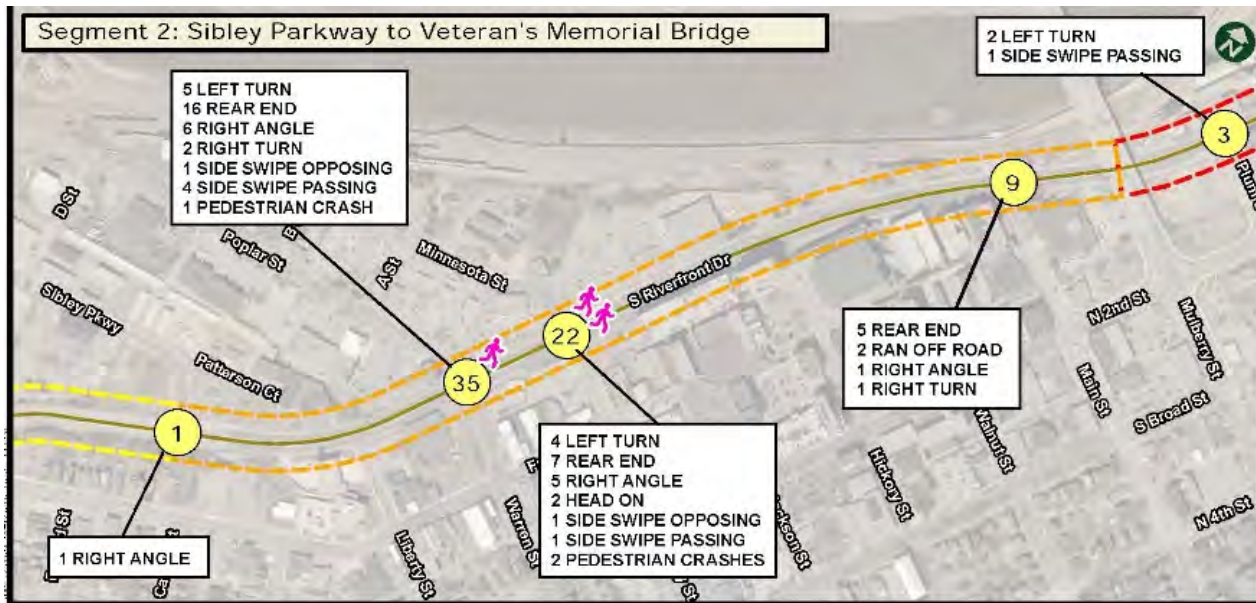 Segment 2: Sibley Parkway to Veteran's Memorial Bridge
2 LEFT TURN
1 SIDE SWIPE PASSING
N
5 LEFT TURN
16 REAR END
6 RIGHT ANGLE
2 RIGHT TURN
1 SIDE SWIPE OPPOSING
4 SIDE SWIPE PASSING
1 PEDESTRIAN CRASH
3
9
D St
Poplar St
A St
Minnesota St
S Riverfront Dr
Sibley Pkwy
Patterson Ct
22
35
1
5 REAR END
2 RAN OFF ROAD
1 RIGHT ANGLE
1 RIGHT TURN
N 2nd St
Mulberry St
Main St
S Broad St
Walnut St
Hickory St
N 4th St
4 LEFT TURN
7 REAR END
5 RIGHT ANGLE
2 HEAD ON
1 SIDE SWIPE OPPOSING
1 SIDE SWIPE PASSING
2 PEDESTRIAN CRASHES
Warren St
Liberty St
1 RIGHT ANGLE